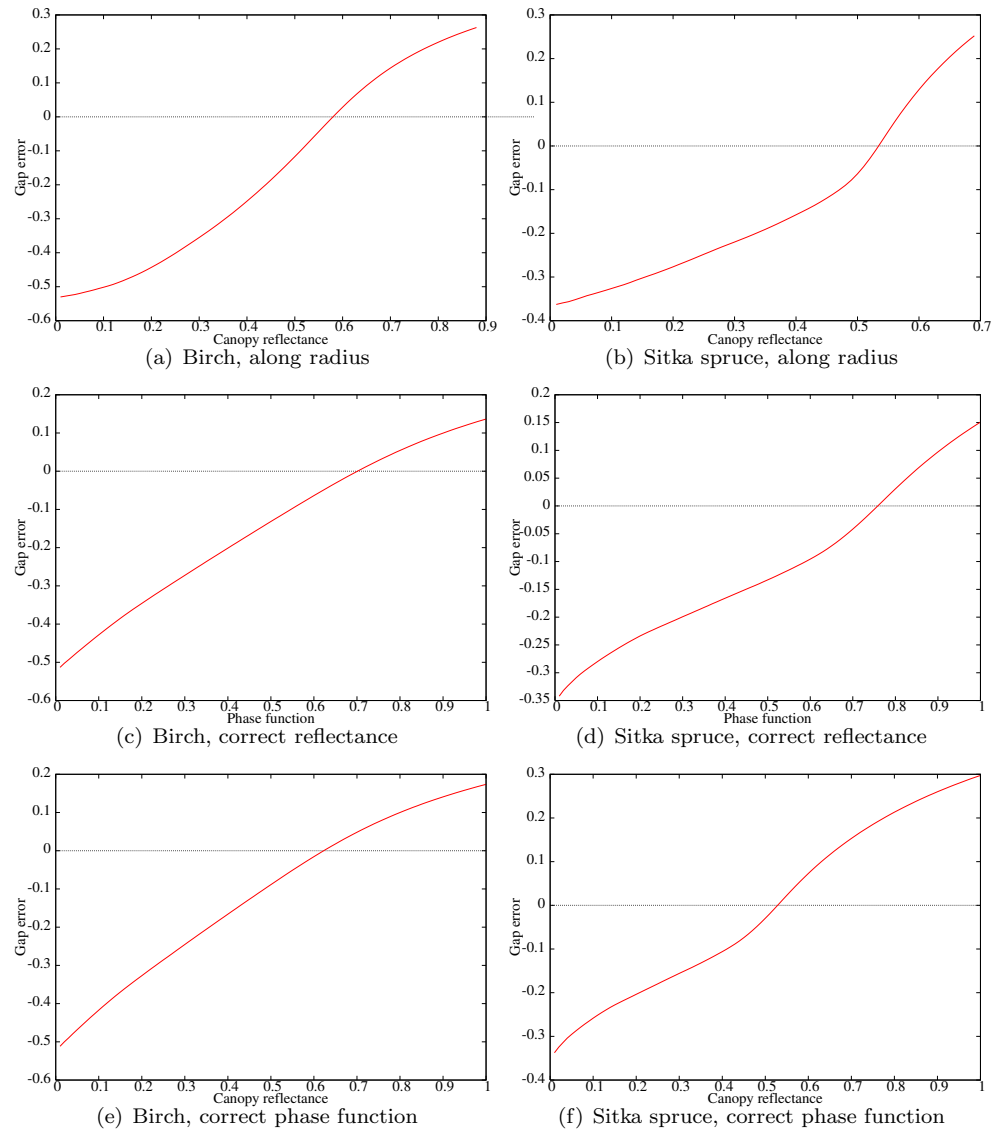 0.3
0.2
0.1
0
-0.1
-0.2
-0.3
-0.4
-0.5
-0.6
Gap error
0 0.1 0.2 0.3 0.4 0.5 0.6 0.7 0.8 0.9
Canopy reflectance
(a) Birch, along radius
0.3
0.2
0.1
0
-0.1
-0.2
-0.3
-0.4
Gap error
0 0.1 0.2 0.3 0.4 0.5 0.6 0.7
Canopy reflectance
(b) Sitka spruce, along radius
0.2
0.1
0
-0.1
-0.2
-0.3
-0.4
-0.5
-0.6
Gap error
0 0.1 0.2 0.3 0.4 0.5 0.6 0.7 0.8 0.9 1
Phase function
(c) Birch, correct reflectance
0.2
0.15
0.1
0.05
0
-0.05
-0.1
-0.15
-0.2
-0.25
-0.3
-0.35
Gap error
0 0.1 0.2 0.3 0.4 0.5 0.6 0.7 0.8 0.9 1
Phase function
(d) Sitka spruce, correct reflectance
0.2
0.1
0
-0.1
-0.2
-0.3
-0.4
-0.5
-0.6
Gap error
0 0.1 0.2 0.3 0.4 0.5 0.6 0.7 0.8 0.9 1
Canopy reflectance
(e) Birch, correct phase function
0.3
0.2
0.1
0
-0.1
-0.2
-0.3
-0.4
Gap error
0 0.1 0.2 0.3 0.4 0.5 0.6 0.7 0.8 0.9 1
Canopy reflectance
(f) Sitka spruce, correct phase function